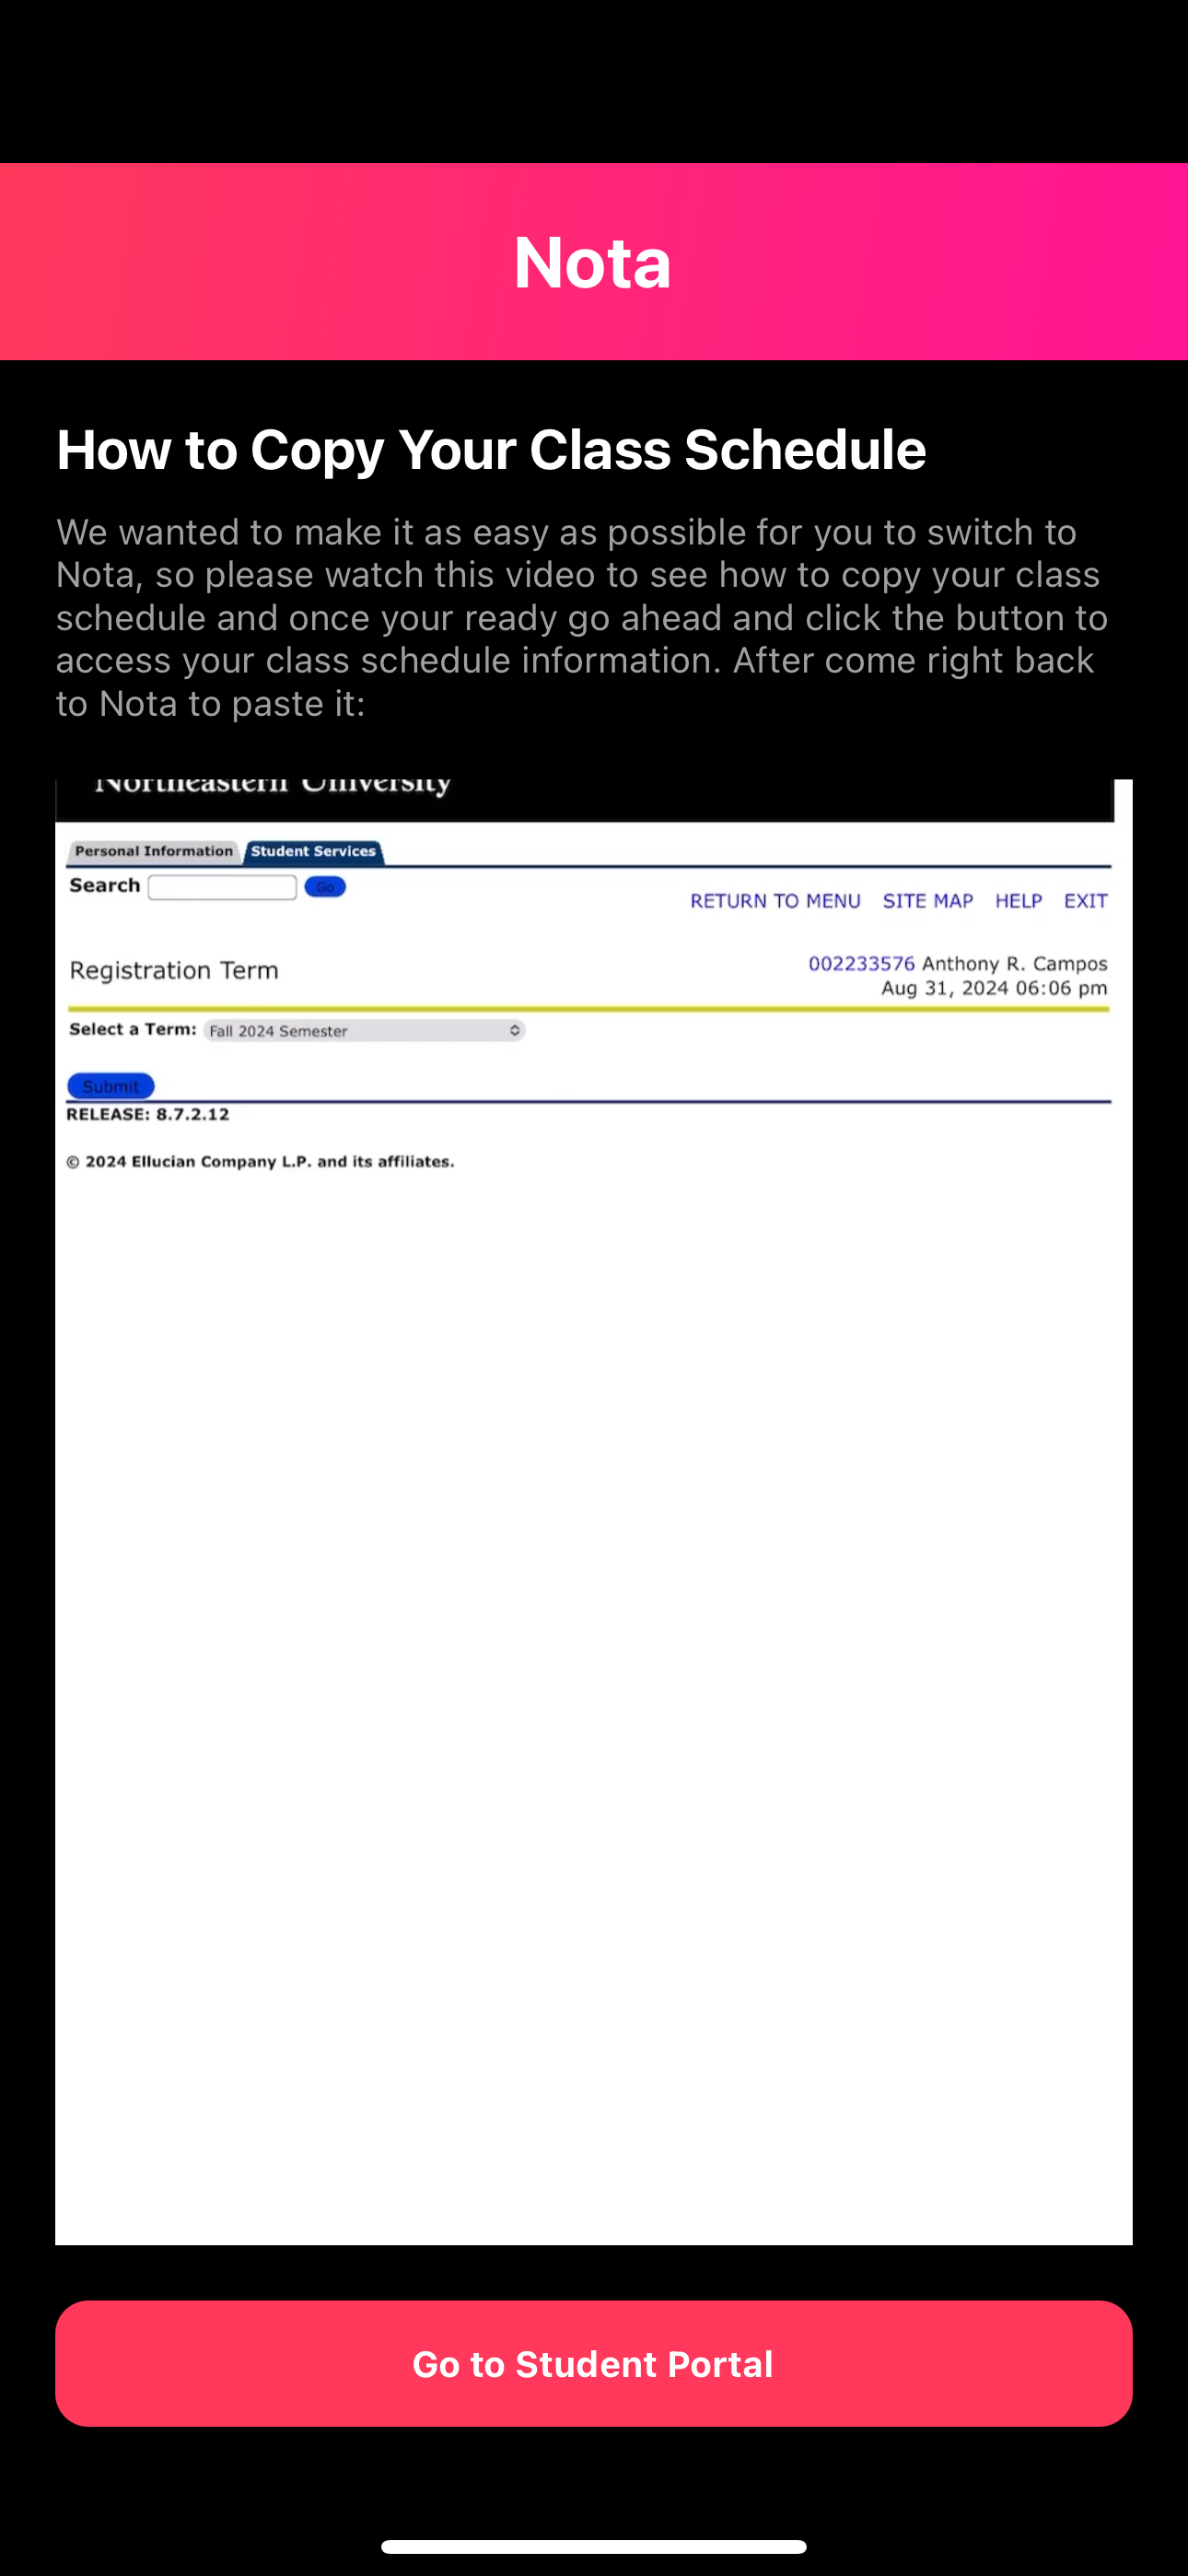 Nota
How to Copy Your Class Schedule
We wanted to make it as easy as possible for you to switch to
Nota, so please watch this video to see how to copy your class
schedule and once your ready go ahead and click the button to
access your class schedule information. After come right back
to Nota to paste it:
Northeastern University
Personal Information Student Services
Search Go
RETURN TO MENU SITE MAP HELP EXIT
Registration Term
002233576 Anthony R. Campos
Aug 31, 2024 06:06 pm
Select a Term: Fall 2024 Semester
Submit
RELEASE: 8.7.2.12
© 2024 Ellucian Company L.P. and its affiliates.
Go to Student Portal